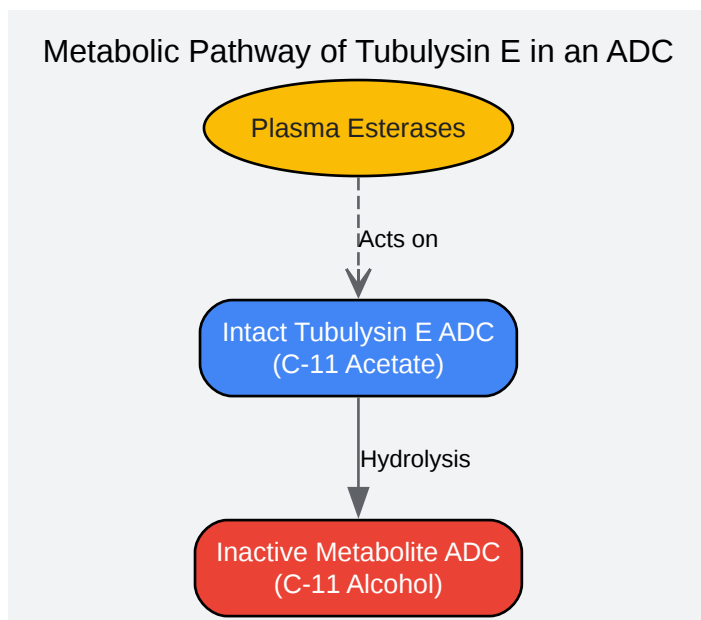 Metabolic Pathway of Tubulysin E in an ADC
Plasma Esterases
Acts on
Intact Tubulysin E ADC
(C-11 Acetate)
Hydrolysis
Inactive Metabolite ADC
(C-11 Alcohol)